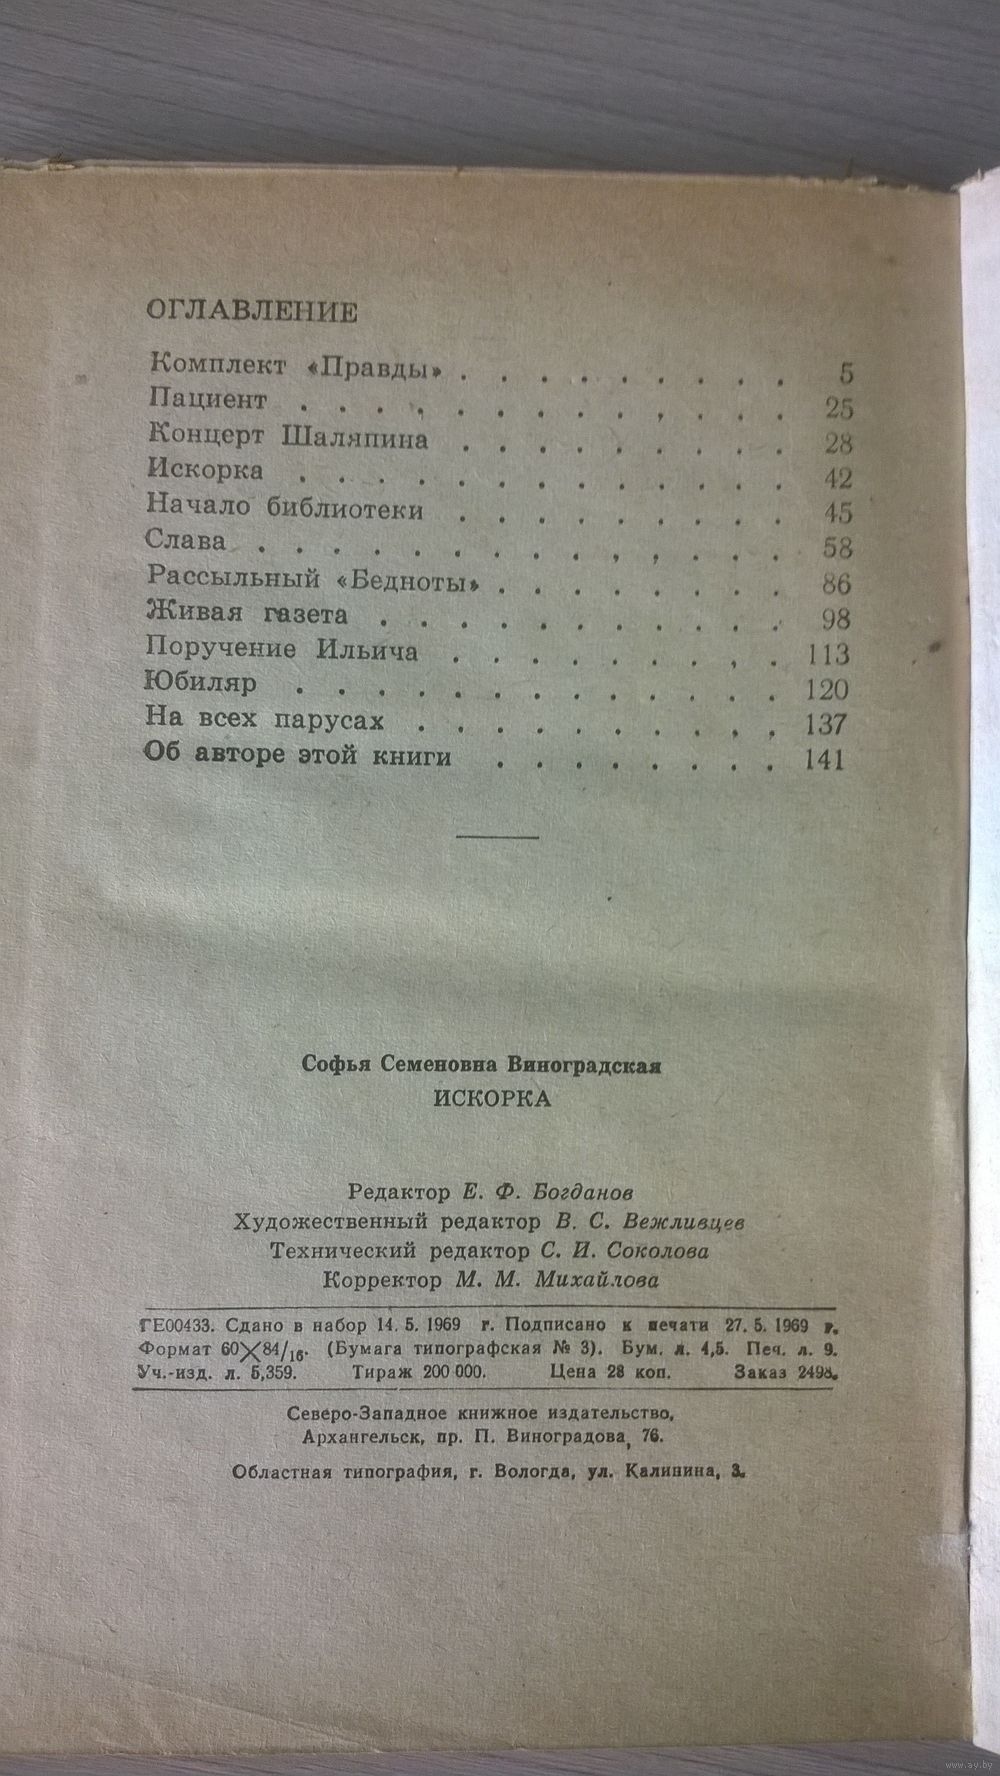 ОГЛАВЛЕНИЕ
Комплект «Правды» . . . . . . . . . 5
Пациент . . . . . . . . . . . . . 25
Концерт Шаляпина . . . . . . . . . 28
Искорка . . . . . . . . . . . . . 42
Начало библиотеки . . . . . . . . . 45
Слава . . . . . . . . . . . . . . 58
Рассыльный «Бедноты» . . . . . . . . 86
Живая газета . . . . . . . . . . . 98
Поручение Ильича . . . . . . . . . 113
Юбиляр . . . . . . . . . . . . . 120
На всех парусах . . . . . . . . . . 137
Об авторе этой книги . . . . . . . . 141
Софья Семеновна Виноградская
ИСКОРКА
Редактор Е. Ф. Богданов
Художественный редактор В. С. Вежливцев
Технический редактор С. И. Соколова
Корректор М. М. Михайлова
ГЕ00433. Сдано в набор 14. 5. 1969 г. Подписано к печати 27. 5. 1969 г.
Формат 60×84/16. (Бумага типографская № 3). Бум. л. 4,5. Печ. л. 9.
Уч.-изд. л. 5,359. Тираж 200 000. Цена 28 коп. Заказ
Северо-Западное книжное издательство,
Архангельск, пр. П. Виноградова, 76.
Областная типография, г. Вологда, ул. Калинина, 3.
www.ay.by